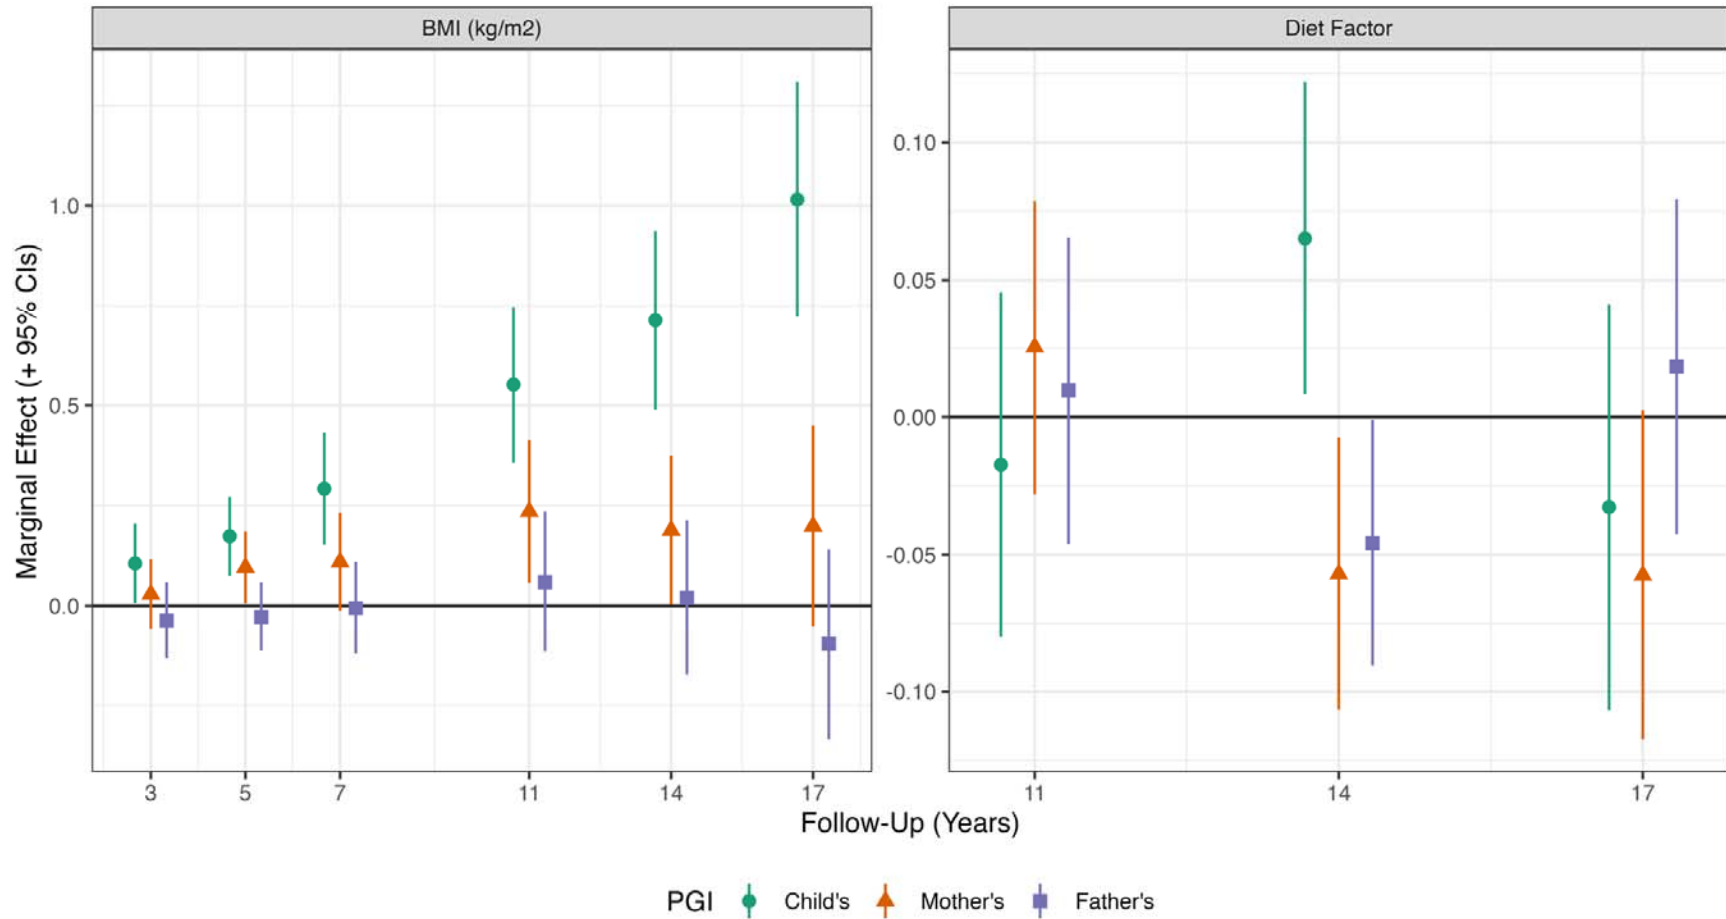 BMI (kg/m2)
Diet Factor
Marginal Effect (+ 95% CIs)
1.0
0.5
0.0
0.10
0.05
0.00
-0.05
-0.10
3 5 7 11 14 17
11 14 17
Follow-Up (Years)
PGI Child's Mother's Father's